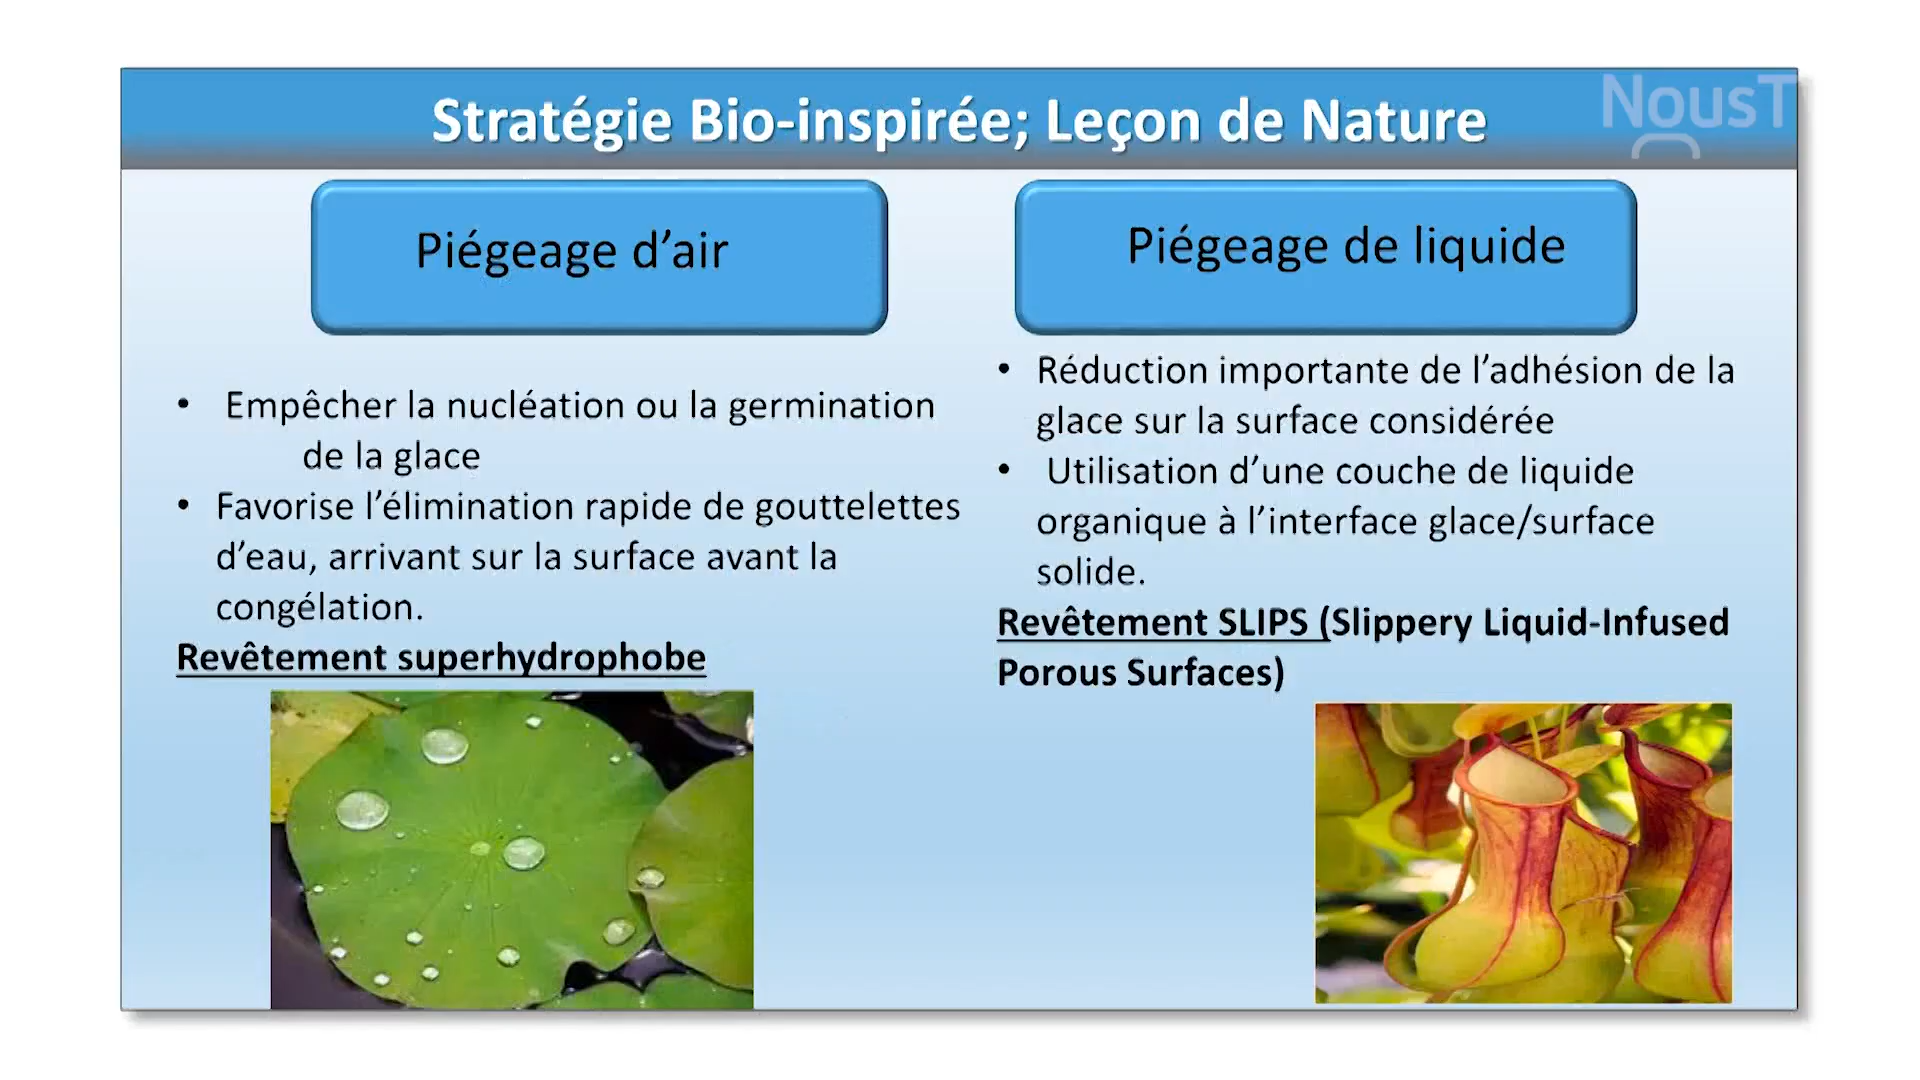 Stratégie Bio-inspirée; Leçon de Nature
NousT
Piégeage d’air
• Empêcher la nucléation ou la germination
de la glace
• Favorise l’élimination rapide de gouttelettes
d’eau, arrivant sur la surface avant la
congélation.
Revêtement superhydrophobe
Piégeage de liquide
• Réduction importante de l’adhésion de la
glace sur la surface considérée
• Utilisation d’une couche de liquide
organique à l’interface glace/surface
solide.
Revêtement SLIPS (Slippery Liquid-Infused
Porous Surfaces)